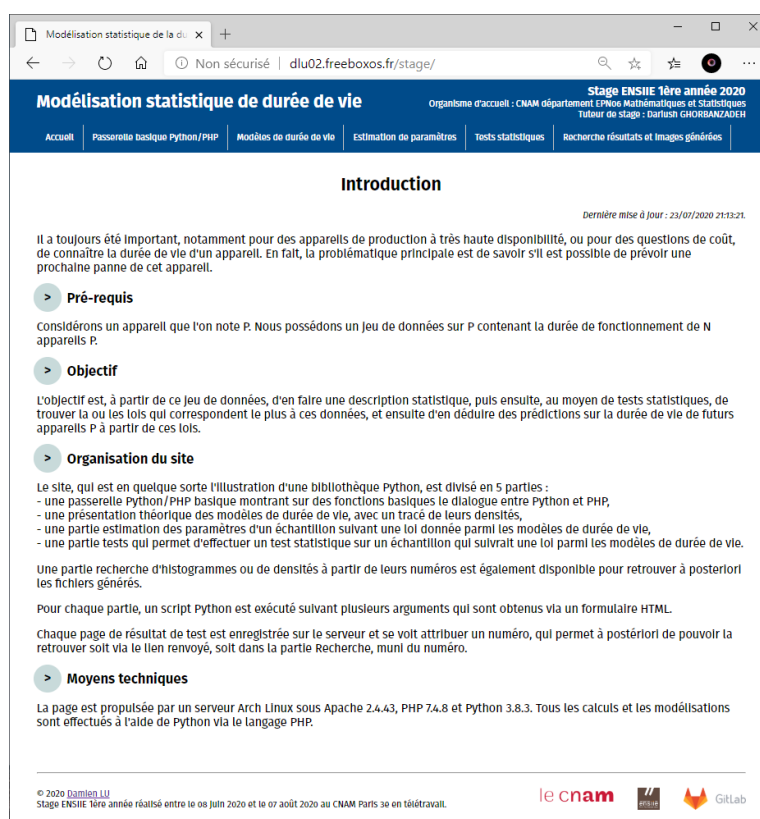 Modélisation statistique de la du
Non sécurisé | dlu02.freeboxos.fr/stage/
Modélisation statistique de durée de vie
Stage ENSIIE 1ère année 2020
Organisme d'accueil : CNAM département EPN06 Mathématiques et Statistiques
Tuteur de stage : Dariush GHORBANZADEH
Accueil | Passerelle basique Python/PHP | Modèles de durée de vie | Estimation de paramètres | Tests statistiques | Recherche résultats et images générées
Introduction
Dernière mise à jour : 23/07/2020 21:13:21.
Il a toujours été important, notamment pour des appareils de production à très haute disponibilité, ou pour des questions de coût,
de connaître la durée de vie d'un appareil. En fait, la problématique principale est de savoir s'il est possible de prévoir une
prochaine panne de cet appareil.
> Pré-requis
Considérons un appareil que l'on note P. Nous possédons un jeu de données sur P contenant la durée de fonctionnement de N
appareils P.
> Objectif
L'objectif est, à partir de ce jeu de données, d'en faire une description statistique, puis ensuite, au moyen de tests statistiques, de
trouver la ou les lois qui correspondent le plus à ces données, et ensuite d'en déduire des prédictions sur la durée de vie de futurs
appareils P à partir de ces lois.
> Organisation du site
Le site, qui est en quelque sorte l'illustration d'une bibliothèque Python, est divisé en 5 parties :
- une passerelle Python/PHP basique montrant sur des fonctions basiques le dialogue entre Python et PHP,
- une présentation théorique des modèles de durée de vie, avec un tracé de leurs densités,
- une partie estimation des paramètres d'un échantillon suivant une loi donnée parmi les modèles de durée de vie,
- une partie tests qui permet d'effectuer un test statistique sur un échantillon qui suivrait une loi parmi les modèles de durée de vie.
Une partie recherche d'histogrammes ou de densités à partir de leurs numéros est également disponible pour retrouver à posteriori
les fichiers générés.
Pour chaque partie, un script Python est exécuté suivant plusieurs arguments qui sont obtenus via un formulaire HTML.
Chaque page de résultat de test est enregistrée sur le serveur et se voit attribuer un numéro, qui permet à postériori de pouvoir la
retrouver soit via le lien renvoyé, soit dans la partie Recherche, muni du numéro.
> Moyens techniques
La page est propulsée par un serveur Arch Linux sous Apache 2.4.43, PHP 7.4.8 et Python 3.8.3. Tous les calculs et les modélisations
sont effectués à l'aide de Python via le langage PHP.
© 2020 Damien LU
Stage ENSIIE 1ère année réalisé entre le 08 juin 2020 et le 07 août 2020 au CNAM Paris 3e en télétravail.
le cnam
ensiie
GitLab